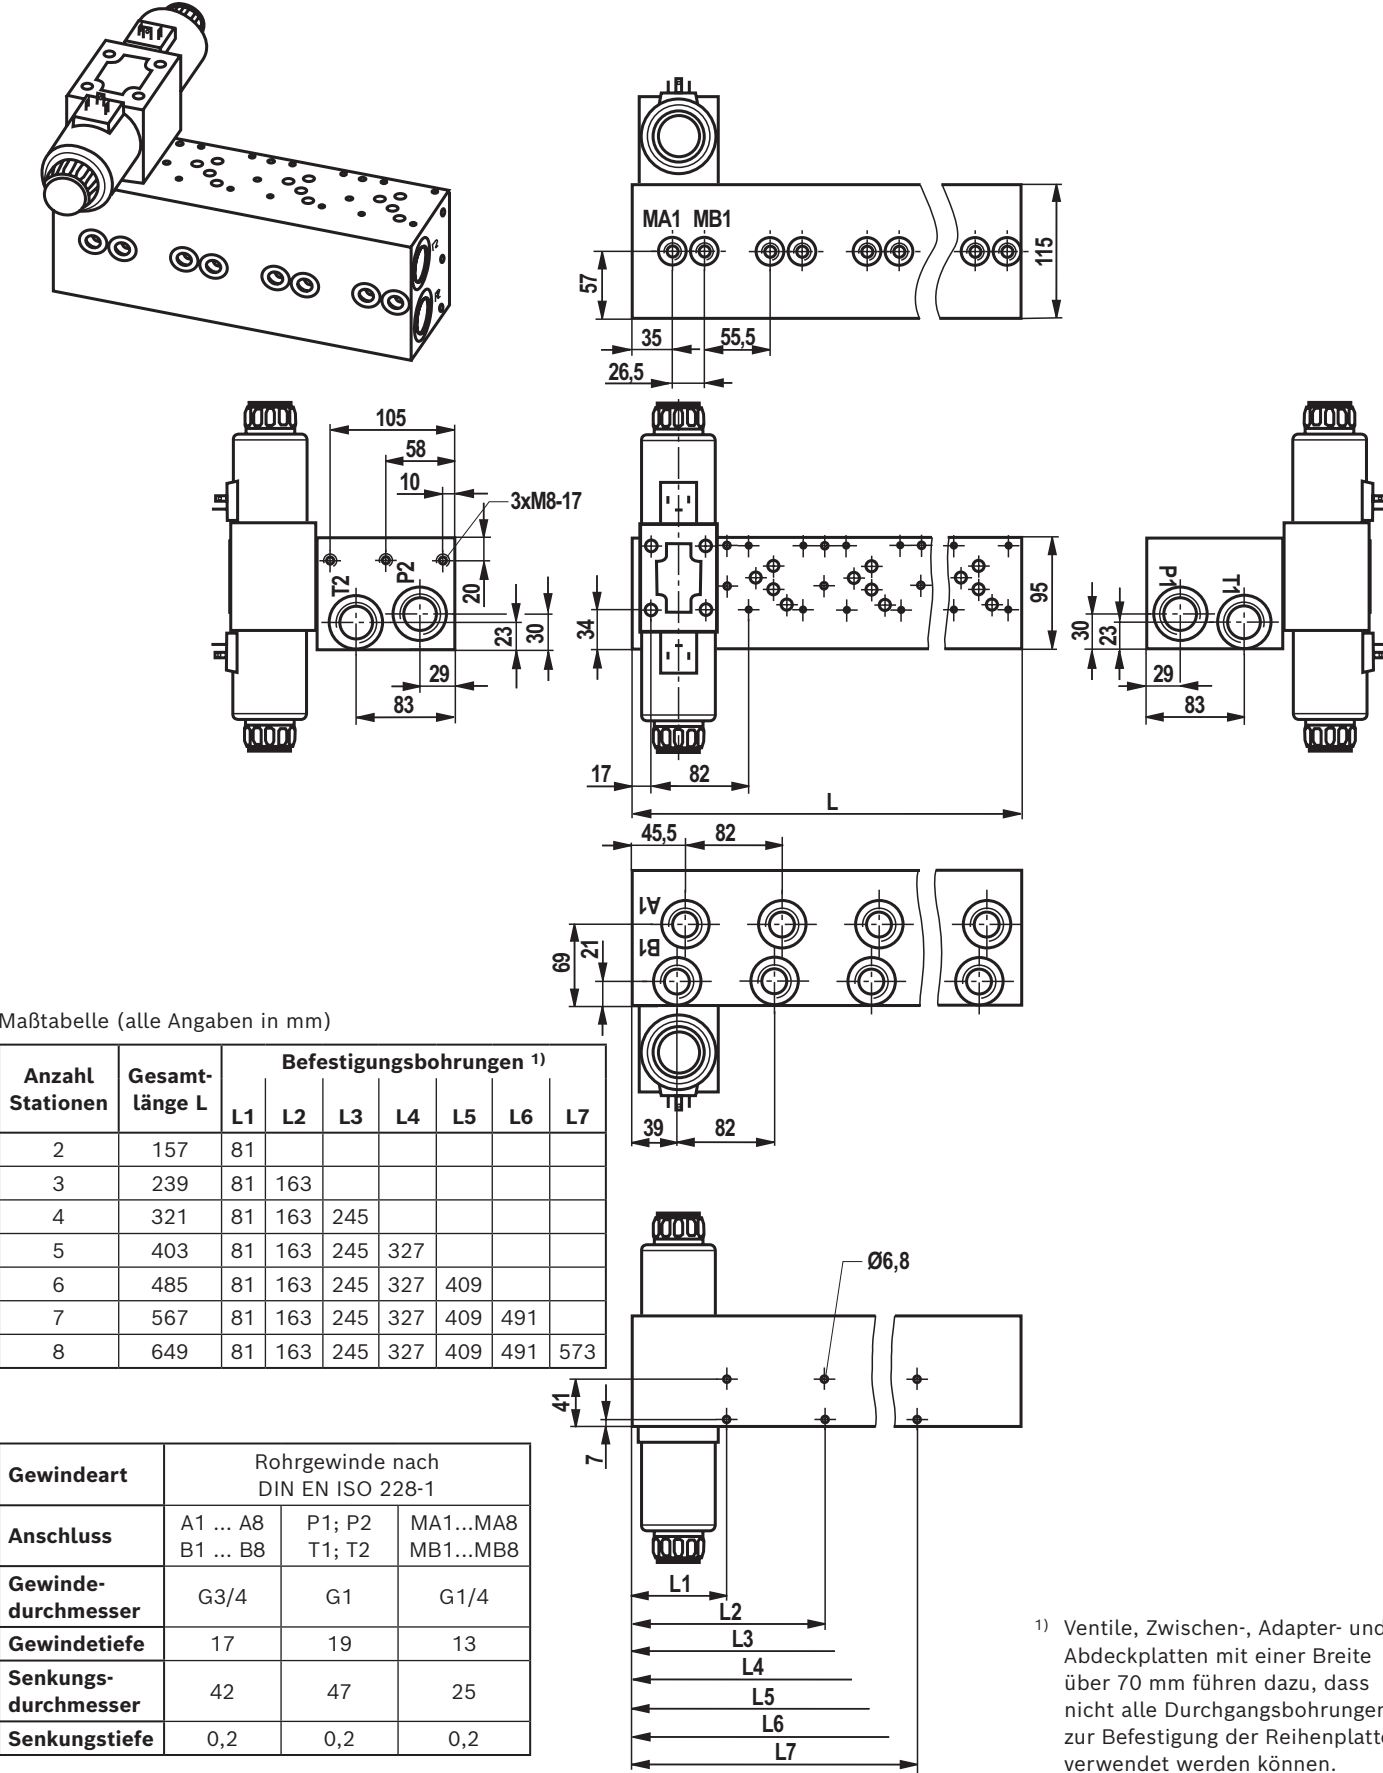 MA1 MB1
57
115
35
55,5
26,5
105
58
10
3xM8-17
T2
P2
20
23
30
29
83
34
95
17
82
L
P1
T1
30
23
29
83
45,5
82
A1
B1
69
21
39
82
Maßtabelle (alle Angaben in mm)
Anzahl Stationen
Gesamt-
länge L
Befestigungsbohrungen 1)
L1 L2 L3 L4 L5 L6 L7
2 157 81
3 239 81 163
4 321 81 163 245
5 403 81 163 245 327
6 485 81 163 245 327 409
7 567 81 163 245 327 409 491
8 649 81 163 245 327 409 491 573
Ø6,8
41
7
L1
L2
L3
L4
L5
L6
L7
Gewindeart
Rohrgewinde nach
DIN EN ISO 228-1
Anschluss
A1 ... A8
B1 ... B8
P1; P2
T1; T2
MA1...MA8
MB1...MB8
Gewinde-
durchmesser
G3/4 G1 G1/4
Gewindetiefe 17 19 13
Senkungs-
durchmesser
42 47 25
Senkungstiefe 0,2 0,2 0,2
1) Ventile, Zwischen-, Adapter- und
Abdeckplatten mit einer Breite
über 70 mm führen dazu, dass
nicht alle Durchgangsbohrungen
zur Befestigung der Reihenplatte
verwendet werden können.